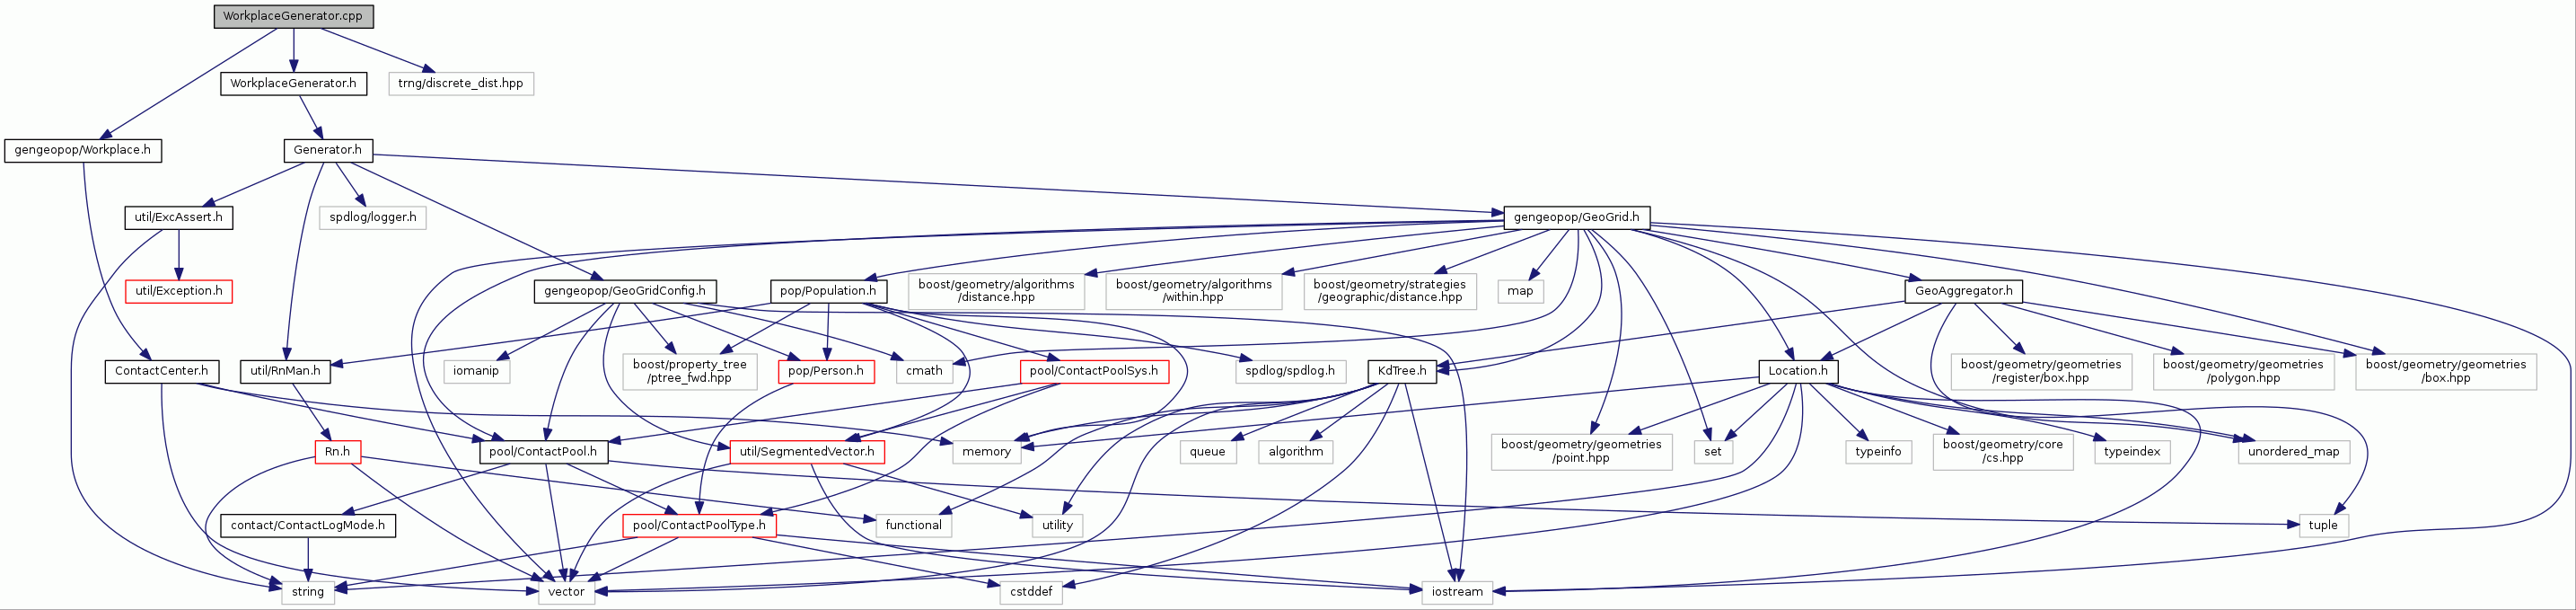 WorkplaceGenerator.cpp
WorkplaceGenerator.h
trng/discrete_dist.hpp
gengeopop/Workplace.h
Generator.h
util/ExcAssert.h
spdlog/logger.h
gengeopop/GeoGrid.h
util/Exception.h
gengeopop/GeoGridConfig.h
pop/Population.h
boost/geometry/algorithms
/distance.hpp
boost/geometry/algorithms
/within.hpp
boost/geometry/strategies
/geographic/distance.hpp
map
GeoAggregator.h
ContactCenter.h
util/RnMan.h
iomanip
boost/property_tree
/ptree_fwd.hpp
pop/Person.h
cmath
pool/ContactPoolSys.h
spdlog/spdlog.h
KdTree.h
Location.h
boost/geometry/geometries
/register/box.hpp
boost/geometry/geometries
/polygon.hpp
boost/geometry/geometries
/box.hpp
Rn.h
pool/ContactPool.h
util/SegmentedVector.h
memory
queue
algorithm
boost/geometry/geometries
/point.hpp
set
typeinfo
boost/geometry/core
/cs.hpp
typeindex
unordered_map
contact/ContactLogMode.h
pool/ContactPoolType.h
functional
utility
tuple
string
vector
cstddef
iostream